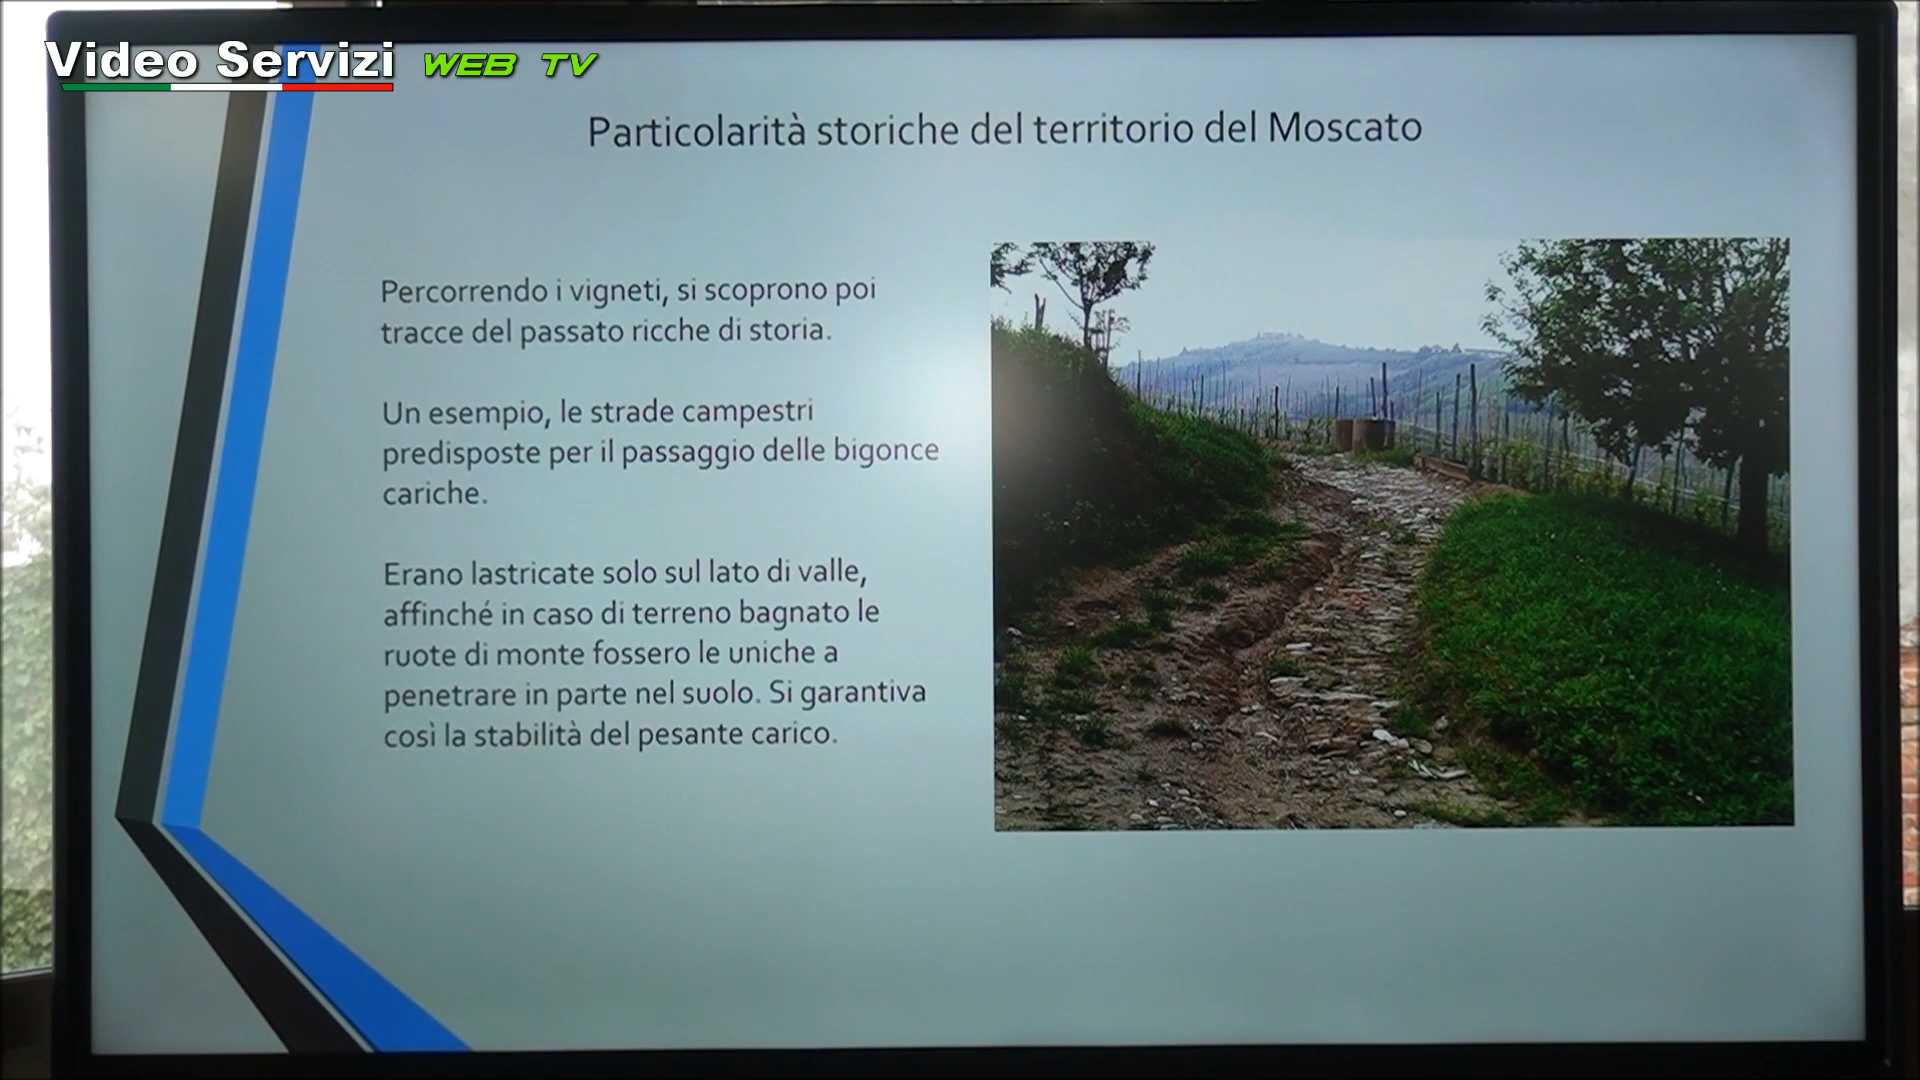 Video Servizi WEB TV
Particolarità storiche del territorio del Moscato
Percorrendo i vigneti, si scoprono poi
tracce del passato ricche di storia.
Un esempio, le strade campestri
predisposte per il passaggio delle bigonce
cariche.
Erano lastricate solo sul lato di valle,
affinché in caso di terreno bagnato le
ruote di monte fossero le uniche a
penetrare in parte nel suolo. Si garantiva
così la stabilità del pesante carico.